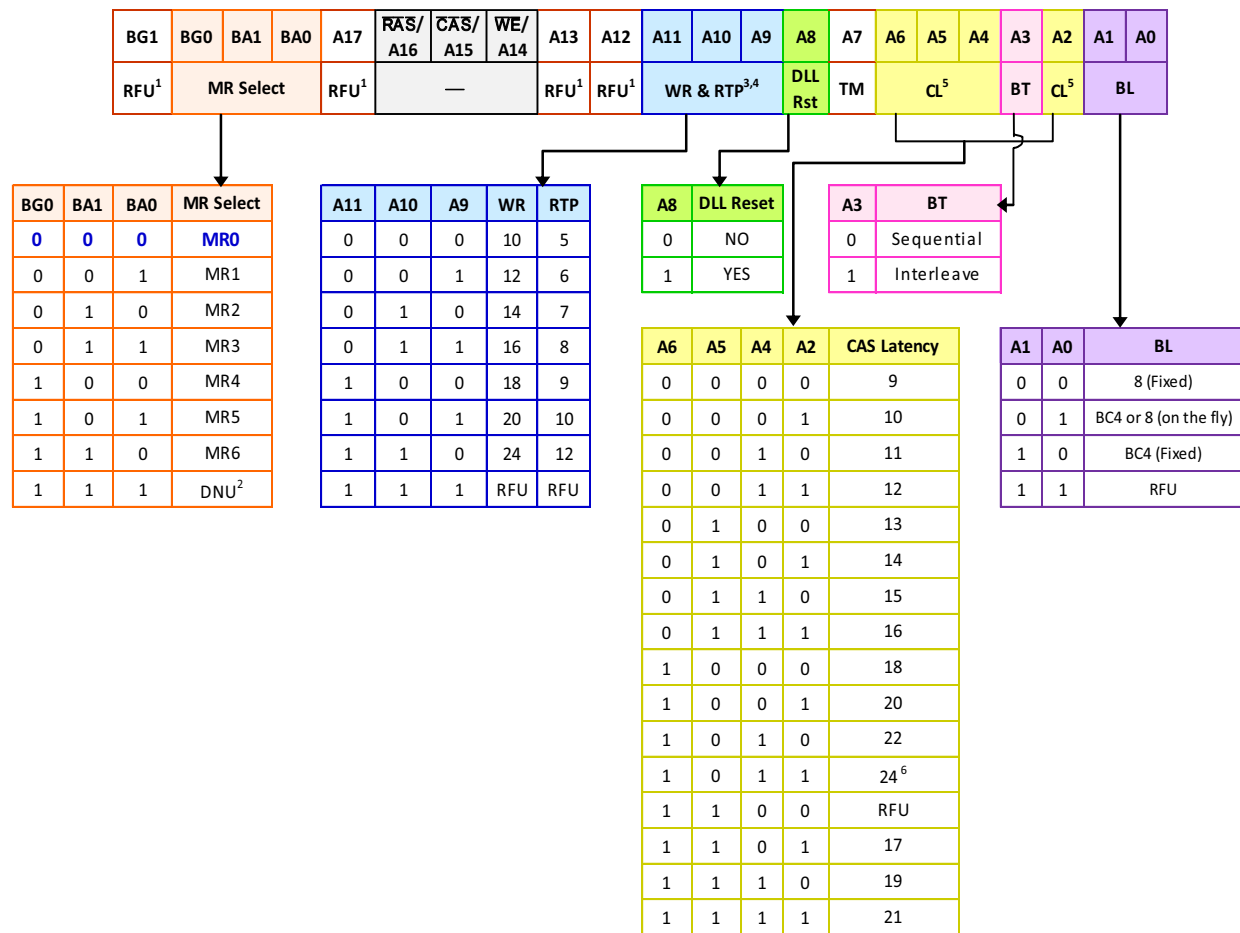 BG1 BG0 BA1 BA0 A17 RAS/ A16 CAS/ A15 WE/ A14 A13 A12 A11 A10 A9 A8 A7 A6 A5 A4 A3 A2 A1 A0
RFU¹ MR Select RFU¹ — RFU¹ RFU¹ WR & RTP³,⁴ DLL Rst TM CL⁵ BT CL⁵ BL
BG0 BA1 BA0 MR Select
0 0 0 MR0
0 0 1 MR1
0 1 0 MR2
0 1 1 MR3
1 0 0 MR4
1 0 1 MR5
1 1 0 MR6
1 1 1 DNU²
A11 A10 A9 WR RTP
0 0 0 10 5
0 0 1 12 6
0 1 0 14 7
0 1 1 16 8
1 0 0 18 9
1 0 1 20 10
1 1 0 24 12
1 1 1 RFU RFU
A8 DLL Reset
0 NO
1 YES
A3 BT
0 Sequential
1 Interleave
A6 A5 A4 A2 CAS Latency
0 0 0 0 9
0 0 0 1 10
0 0 1 0 11
0 0 1 1 12
0 1 0 0 13
0 1 0 1 14
0 1 1 0 15
0 1 1 1 16
1 0 0 0 18
1 0 0 1 20
1 0 1 0 22
1 0 1 1 24⁶
1 1 0 0 RFU
1 1 0 1 17
1 1 1 0 19
1 1 1 1 21
A1 A0 BL
0 0 8 (Fixed)
0 1 BC4 or 8 (on the fly)
1 0 BC4 (Fixed)
1 1 RFU